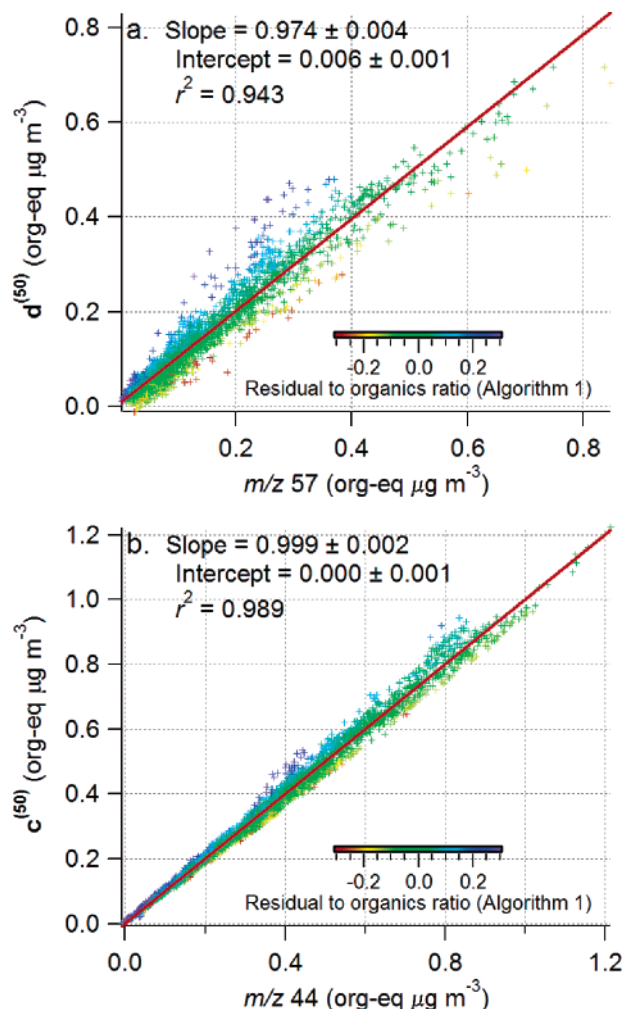 a. Slope = 0.974 ± 0.004
Intercept = 0.006 ± 0.001
r² = 0.943
0.8
0.6
0.4
0.2
0.0
d⁽⁵⁰⁾ (org-eq μg m⁻³)
-0.2 0.0 0.2
Residual to organics ratio (Algorithm 1)
0.2 0.4 0.6 0.8
m/z 57 (org-eq μg m⁻³)
b. Slope = 0.999 ± 0.002
Intercept = 0.000 ± 0.001
r² = 0.989
1.2
1.0
0.8
0.6
0.4
0.2
0.0
c⁽⁵⁰⁾ (org-eq μg m⁻³)
-0.2 0.0 0.2
Residual to organics ratio (Algorithm 1)
0.0 0.4 0.8 1.2
m/z 44 (org-eq μg m⁻³)